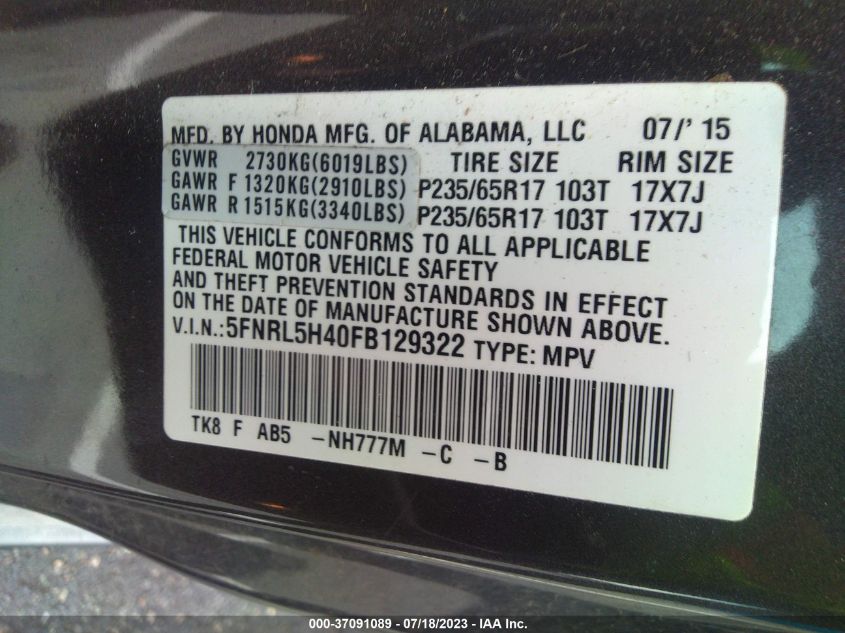 MFD. BY HONDA MFG. OF ALABAMA, LLC 07/' 15
GVWR 2730KG(6019LBS) TIRE SIZE RIM SIZE
GAWR F 1320KG(2910LBS) P235/65R17 103T 17X7J
GAWR R 1515KG(3340LBS) P235/65R17 103T 17X7J
THIS VEHICLE CONFORMS TO ALL APPLICABLE
FEDERAL MOTOR VEHICLE SAFETY
AND THEFT PREVENTION STANDARDS IN EFFECT
ON THE DATE OF MANUFACTURE SHOWN ABOVE.
V.I.N.:5FNRL5H40FB129322 TYPE: MPV
TK8 F AB5 -NH777M -C -B
000-37091089 - 07/18/2023 - IAA Inc.